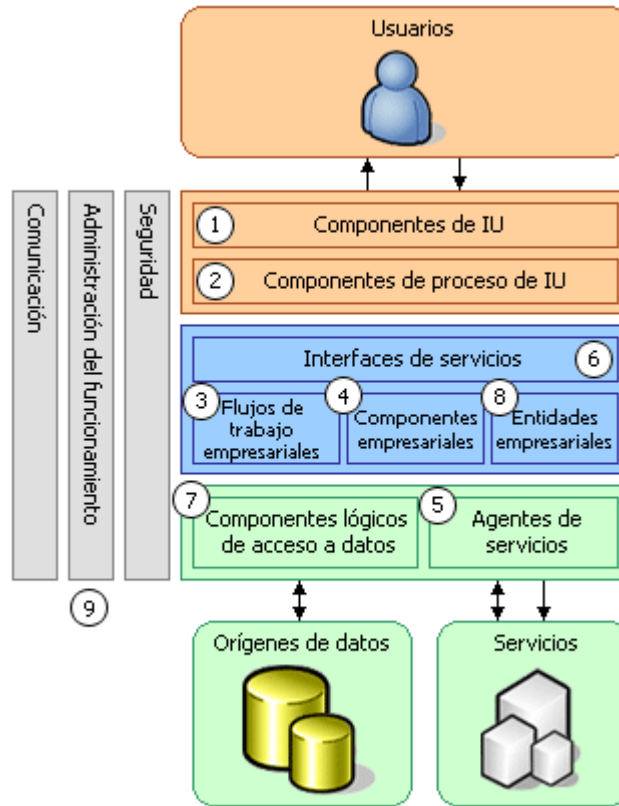 Usuarios
Comunicación
Administración del funcionamiento
Seguridad
1
Componentes de IU
2
Componentes de proceso de IU
Interfaces de servicios
6
3
Flujos de
trabajo
empresariales
4
Componentes
empresariales
8
Entidades
empresariales
7
Componentes lógicos
de acceso a datos
5
Agentes de
servicios
9
Orígenes de datos
Servicios